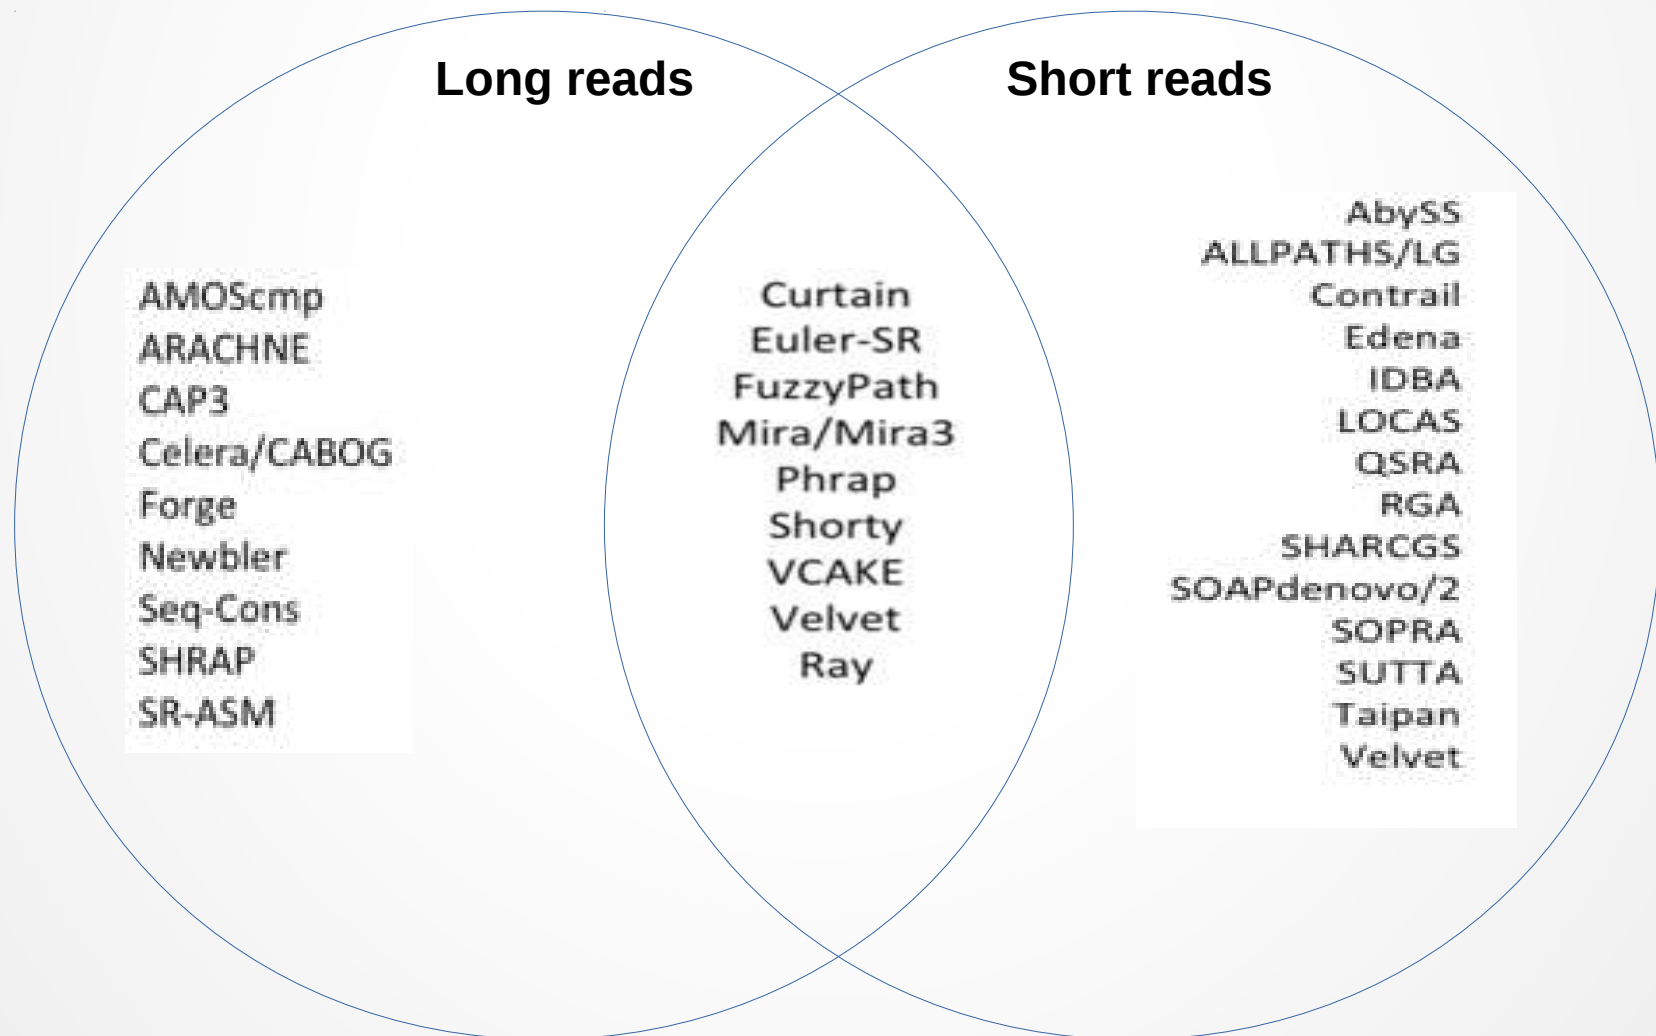 Long reads
Short reads
AMOScmp
ARACHNE
CAP3
Celera/CABOG
Forge
Newbler
Seq-Cons
SHRAP
SR-ASM
Curtain
Euler-SR
FuzzyPath
Mira/Mira3
Phrap
Shorty
VCAKE
Velvet
Ray
AbySS
ALLPATHS/LG
Contrail
Edena
IDBA
LOCAS
QSRA
RGA
SHARCGS
SOAPdenovo/2
SOPRA
SUTTA
Taipan
Velvet